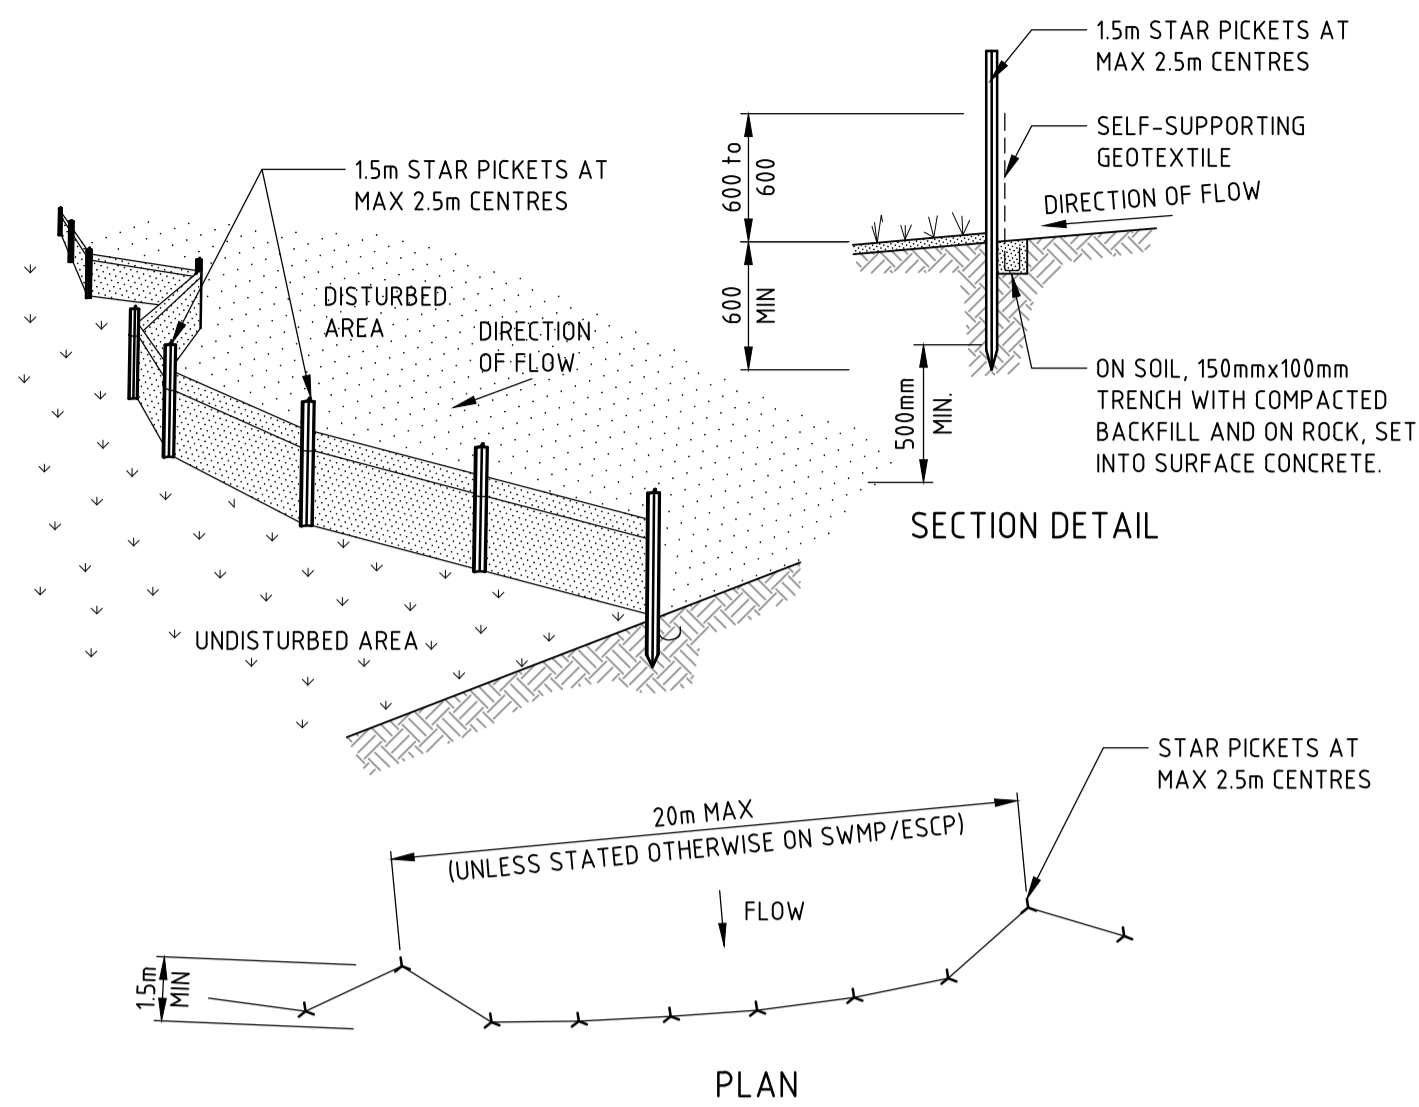 1.5m STAR PICKETS AT
MAX 2.5m CENTRES
SELF-SUPPORTING
GEOTEXTILE
DIRECTION OF FLOW
600 to
600
600
MIN
500mm
MIN.
ON SOIL, 150mmx100mm
TRENCH WITH COMPACTED
BACKFILL AND ON ROCK, SET
INTO SURFACE CONCRETE.
SECTION DETAIL
1.5m STAR PICKETS AT
MAX 2.5m CENTRES
DISTURBED
AREA
DIRECTION
OF FLOW
UNDISTURBED AREA
STAR PICKETS AT
MAX 2.5m CENTRES
20m MAX
(UNLESS STATED OTHERWISE ON SWMP/ESCP)
FLOW
1.5m
MIN
PLAN